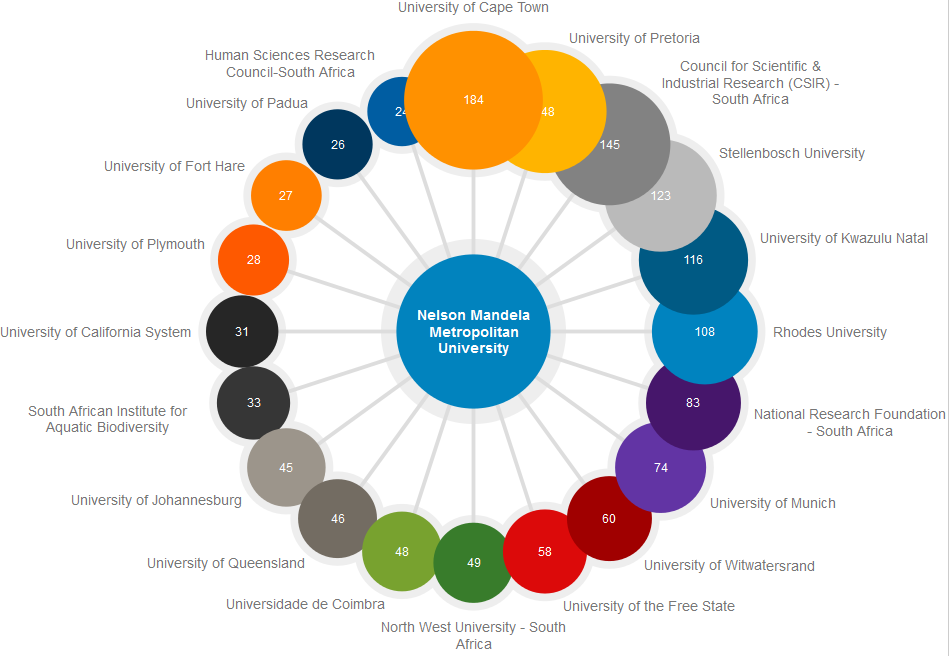 University of Cape Town
184
University of Pretoria
48
Council for Scientific &
Industrial Research (CSIR) -
South Africa
145
Stellenbosch University
123
University of Kwazulu Natal
116
Rhodes University
108
National Research Foundation
- South Africa
83
University of Munich
74
University of Witwatersrand
60
University of the Free State
58
North West University - South
Africa
49
Universidade de Coimbra
48
University of Queensland
46
University of Johannesburg
45
South African Institute for
Aquatic Biodiversity
33
University of California System
31
University of Plymouth
28
University of Fort Hare
27
University of Padua
26
Human Sciences Research
Council-South Africa
24
Nelson Mandela
Metropolitan
University